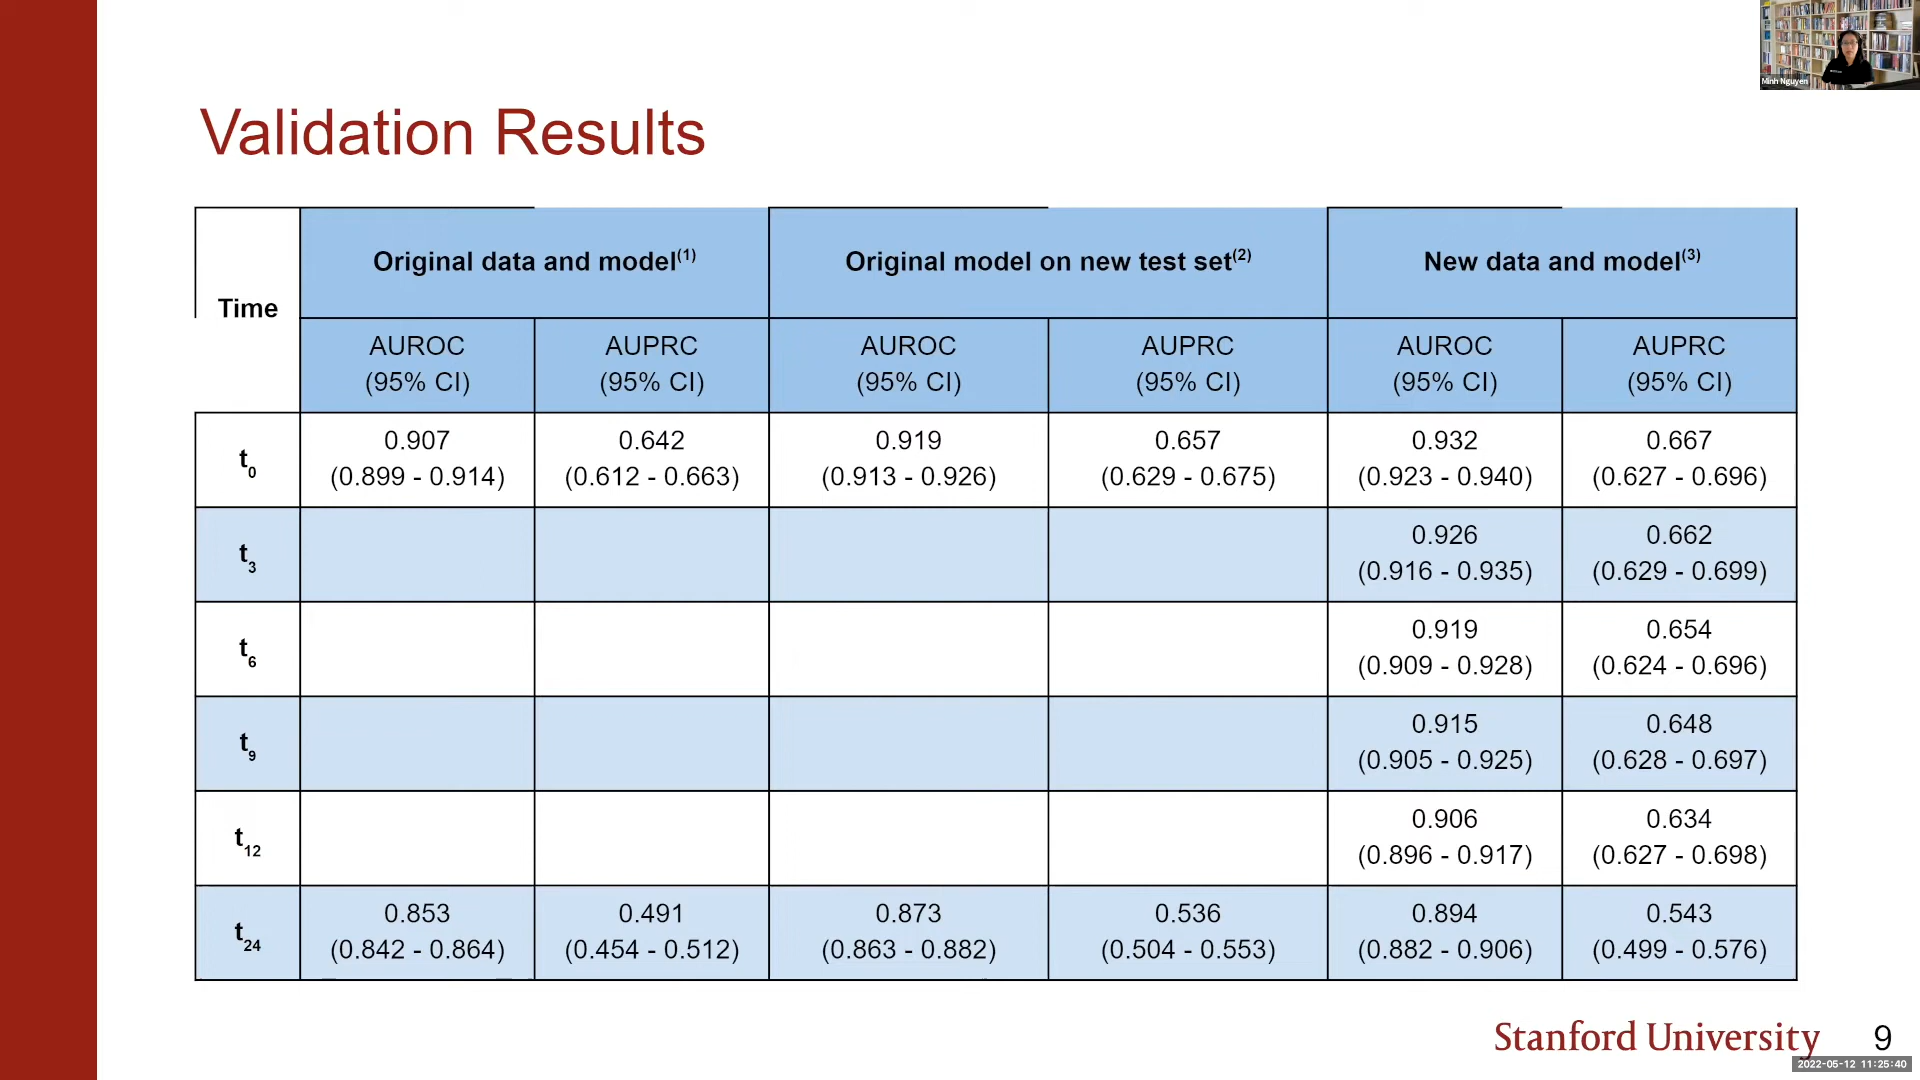 Minh Nguyen
Validation Results
Time
Original data and model(1)
Original model on new test set(2)
New data and model(3)
AUROC
(95% CI)
AUPRC
(95% CI)
AUROC
(95% CI)
AUPRC
(95% CI)
AUROC
(95% CI)
AUPRC
(95% CI)
t0
0.907
(0.899 - 0.914)
0.642
(0.612 - 0.663)
0.919
(0.913 - 0.926)
0.657
(0.629 - 0.675)
0.932
(0.923 - 0.940)
0.667
(0.627 - 0.696)
t3
0.926
(0.916 - 0.935)
0.662
(0.629 - 0.699)
t6
0.919
(0.909 - 0.928)
0.654
(0.624 - 0.696)
t9
0.915
(0.905 - 0.925)
0.648
(0.628 - 0.697)
t12
0.906
(0.896 - 0.917)
0.634
(0.627 - 0.698)
t24
0.853
(0.842 - 0.864)
0.491
(0.454 - 0.512)
0.873
(0.863 - 0.882)
0.536
(0.504 - 0.553)
0.894
(0.882 - 0.906)
0.543
(0.499 - 0.576)
Stanford University
9
2022-05-12 11:25:40